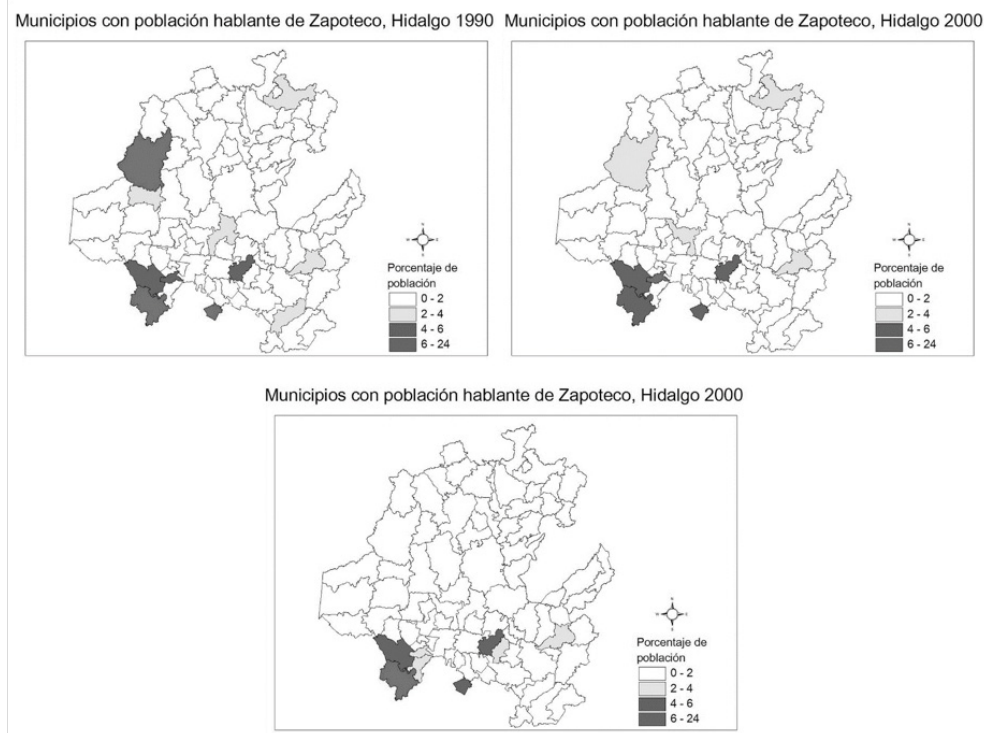 Municipios con población hablante de Zapoteco, Hidalgo 1990
Porcentaje de
población
0 - 2
2 - 4
4 - 6
6 - 24
Municipios con población hablante de Zapoteco, Hidalgo 2000
Porcentaje de
población
0 - 2
2 - 4
4 - 6
6 - 24
Municipios con población hablante de Zapoteco, Hidalgo 2000
Porcentaje de
población
0 - 2
2 - 4
4 - 6
6 - 24